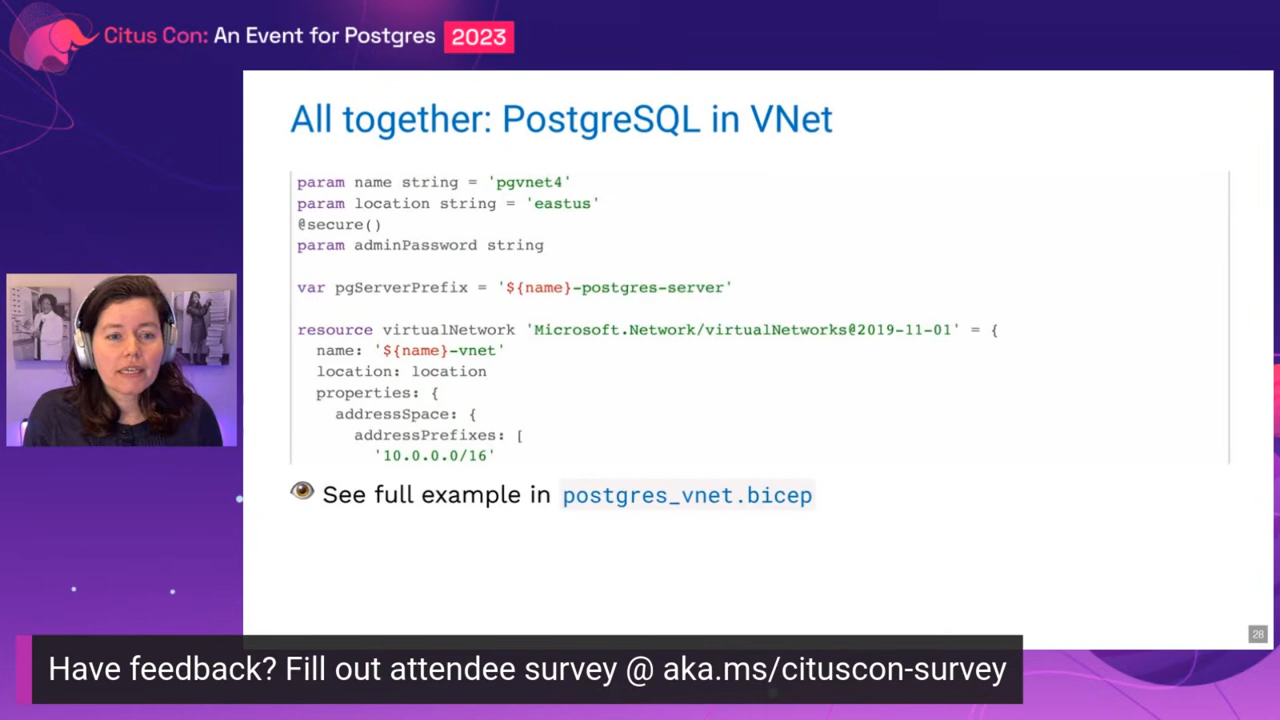 Citus Con: An Event for Postgres 2023
All together: PostgreSQL in VNet
param name string = 'pgvnet4'
param location string = 'eastus'
@secure()
param adminPassword string
var pgServerPrefix = '${name}-postgres-server'
resource virtualNetwork 'Microsoft.Network/virtualNetworks@2019-11-01' = {
  name: '${name}-vnet'
  location: location
  properties: {
    addressSpace: {
      addressPrefixes: [
        '10.0.0.0/16'
👁 See full example in postgres_vnet.bicep
28
Have feedback? Fill out attendee survey @ aka.ms/cituscon-survey